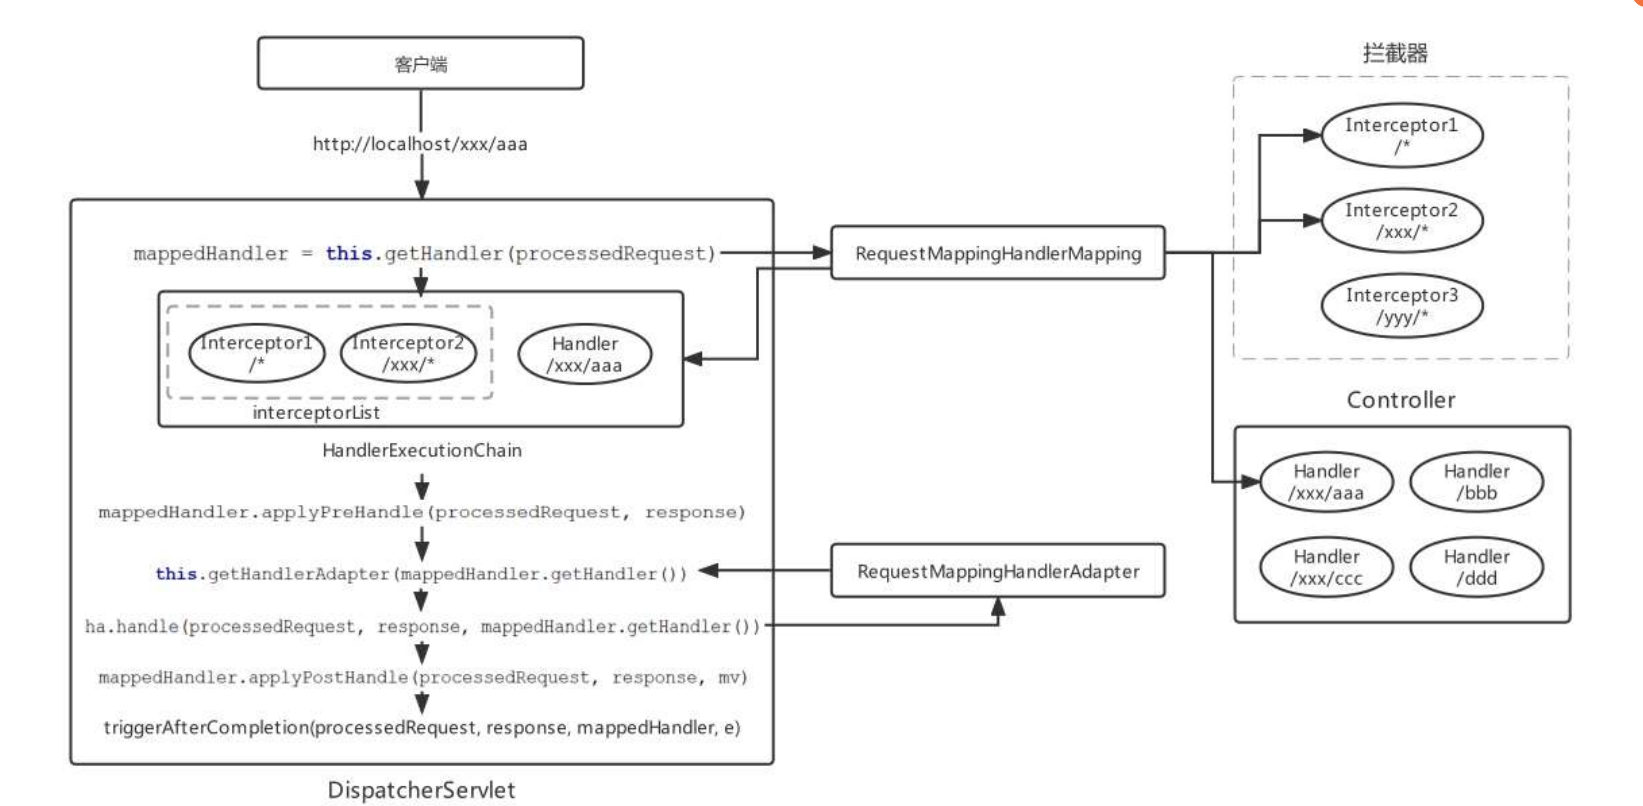 客户端
http://localhost/xxx/aaa
mappedHandler = this.getHandler(processedRequest)
Interceptor1
/*
Interceptor2
/xxx/*
Handler
/xxx/aaa
interceptorList
HandlerExecutionChain
mappedHandler.applyPreHandle(processedRequest, response)
this.getHandlerAdapter(mappedHandler.getHandler())
ha.handle(processedRequest, response, mappedHandler.getHandler())
mappedHandler.applyPostHandle(processedRequest, response, mv)
triggerAfterCompletion(processedRequest, response, mappedHandler, e)
DispatcherServlet
RequestMappingHandlerMapping
RequestMappingHandlerAdapter
拦截器
Interceptor1
/*
Interceptor2
/xxx/*
Interceptor3
/yyy/*
Controller
Handler
/xxx/aaa
Handler
/bbb
Handler
/xxx/ccc
Handler
/ddd